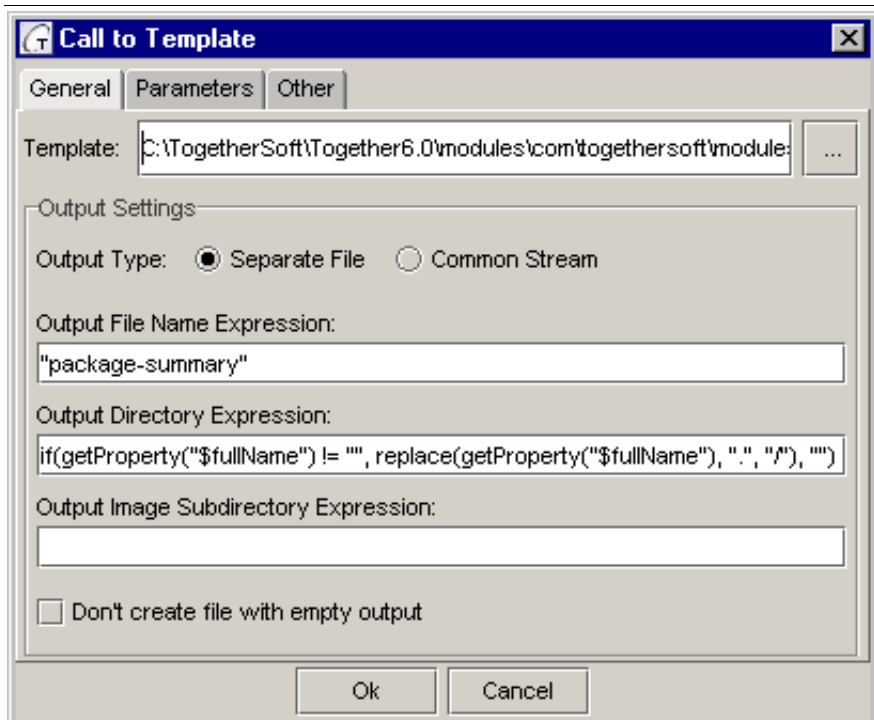 Call to Template
General Parameters Other
Template: C:\TogetherSoft\Together6.0\modules\com\togethersoft\modules ...
Output Settings
Output Type: Separate File Common Stream
Output File Name Expression:
"package-summary"
Output Directory Expression:
if(getProperty("$fullName") != "", replace(getProperty("$fullName"), ".", "/"), "")
Output Image Subdirectory Expression:
Don't create file with empty output
Ok Cancel